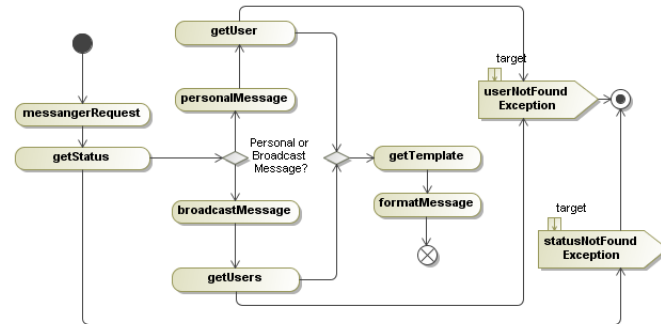 getUser
target
personalMessage
userNotFound
Exception
messangerRequest
Personal or
Broadcast
Message?
getStatus
getTemplate
broadcastMessage
formatMessage
target
statusNotFound
Exception
getUsers